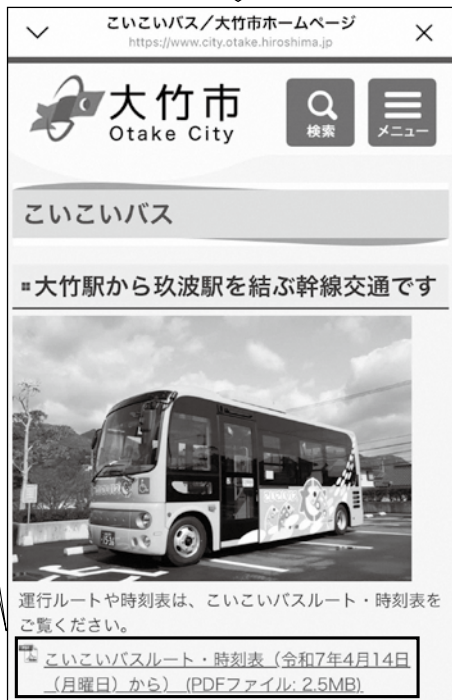 こいこいバス/大竹市ホームページ
https://www.city.otake.hiroshima.jp
大竹市
Otake City
検索
メニュー
こいこいバス
大竹駅から玖波駅を結ぶ幹線交通です
運行ルートや時刻表は、こいこいバスルート・時刻表を
ご覧ください。
こいこいバスルート・時刻表(令和7年4月14日
(月曜日)から) (PDFファイル: 2.5MB)